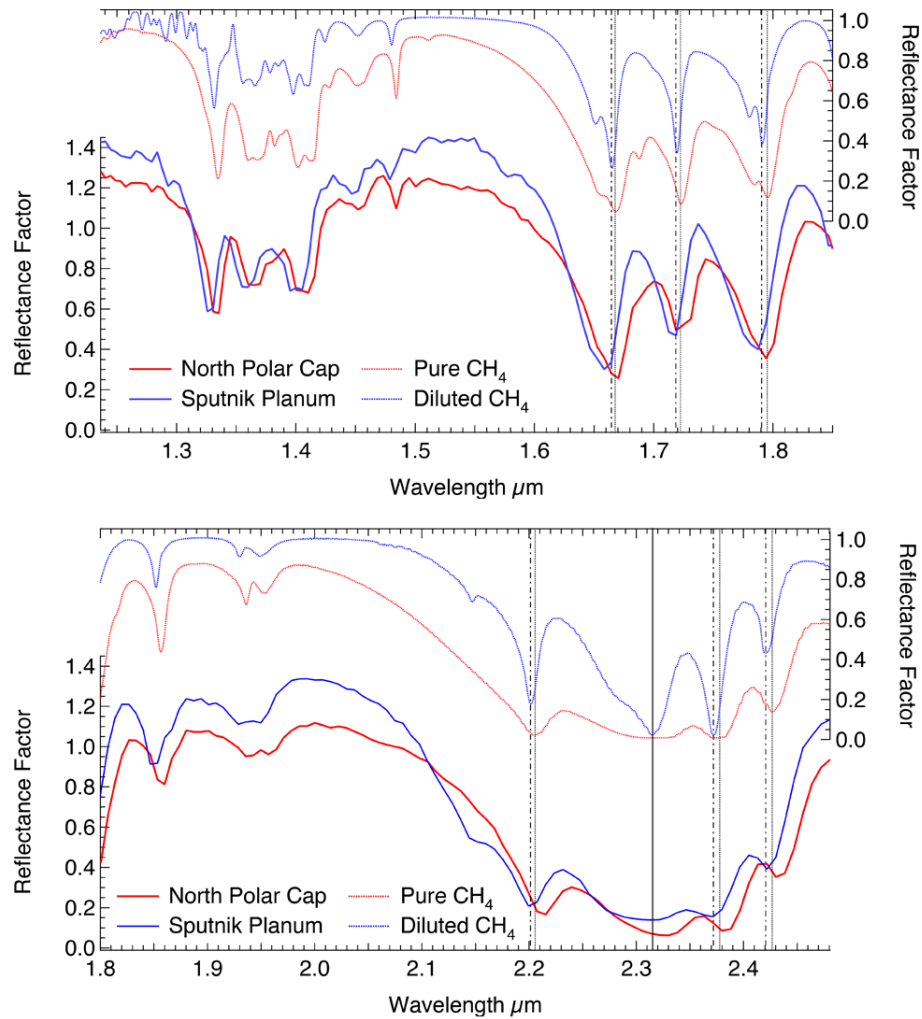 1.0
0.8
0.6
0.4
0.2
0.0
Reflectance Factor
1.4
1.2
1.0
0.8
0.6
0.4
0.2
0.0
Reflectance Factor
North Polar Cap
Pure CH₄
Sputnik Planum
Diluted CH₄
1.3 1.4 1.5 1.6 1.7 1.8
Wavelength µm
1.0
0.8
0.6
0.4
0.2
0.0
Reflectance Factor
1.4
1.2
1.0
0.8
0.6
0.4
0.2
0.0
Reflectance Factor
North Polar Cap
Pure CH₄
Sputnik Planum
Diluted CH₄
1.8 1.9 2.0 2.1 2.2 2.3 2.4
Wavelength µm